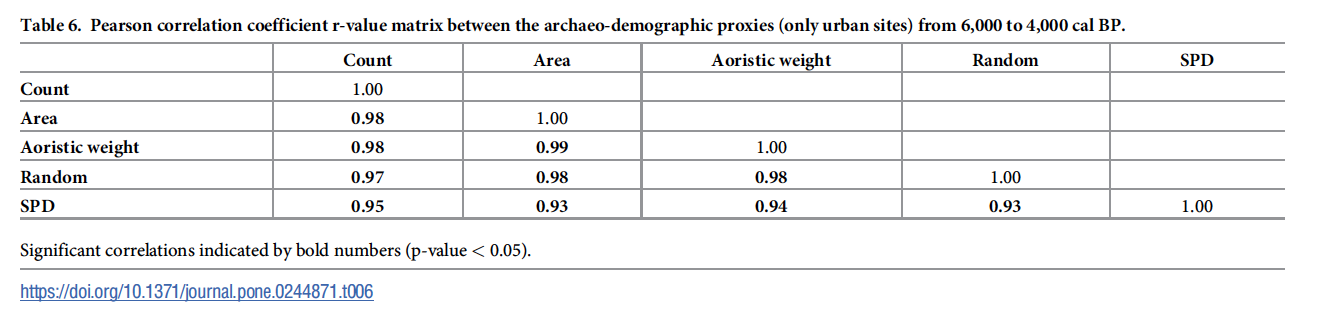 Table 6. Pearson correlation coefficient r-value matrix between the archaeo-demographic proxies (only urban sites) from 6,000 to 4,000 cal BP.
Count Area Aoristic weight Random SPD
Count 1.00
Area 0.98 1.00
Aoristic weight 0.98 0.99 1.00
Random 0.97 0.98 0.98 1.00
SPD 0.95 0.93 0.94 0.93 1.00
Significant correlations indicated by bold numbers (p-value < 0.05).
https://doi.org/10.1371/journal.pone.0244871.t006